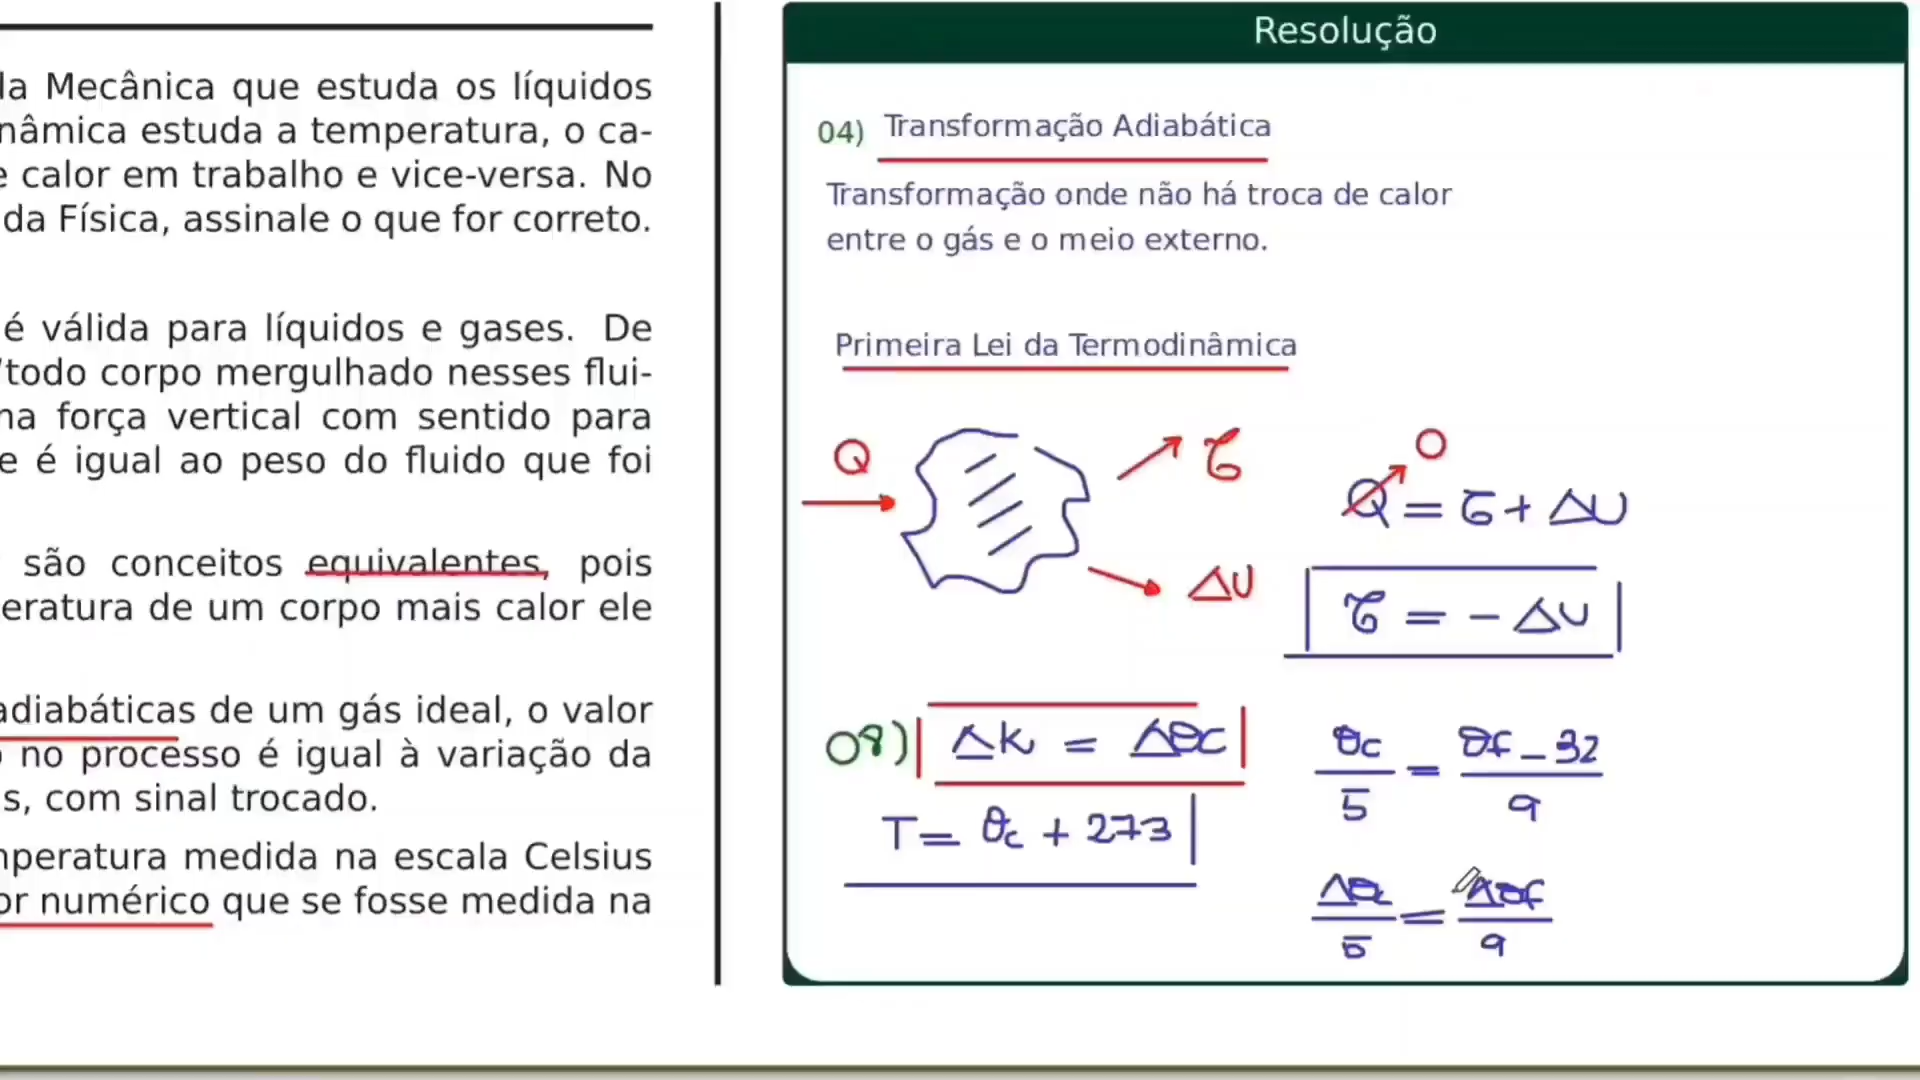 la Mecânica que estuda os líquidos
nâmica estuda a temperatura, o ca-
e calor em trabalho e vice-versa. No
da Física, assinale o que for correto.
é válida para líquidos e gases. De
"todo corpo mergulhado nesses flui-
ma força vertical com sentido para
e é igual ao peso do fluido que foi
são conceitos equivalentes, pois
eratura de um corpo mais calor ele
adiabáticas de um gás ideal, o valor
o no processo é igual à variação da
s, com sinal trocado.
mperatura medida na escala Celsius
or numérico que se fosse medida na
Resolução
04) Transformação Adiabática
Transformação onde não há troca de calor
entre o gás e o meio externo.
Primeira Lei da Termodinâmica
Q
τ
ΔU
0
Q = τ + ΔU
τ = - ΔU
08) ΔK = Δθc
T = θc + 273
θc/5 = θf - 32/9
Δθc/5 = Δθf/9